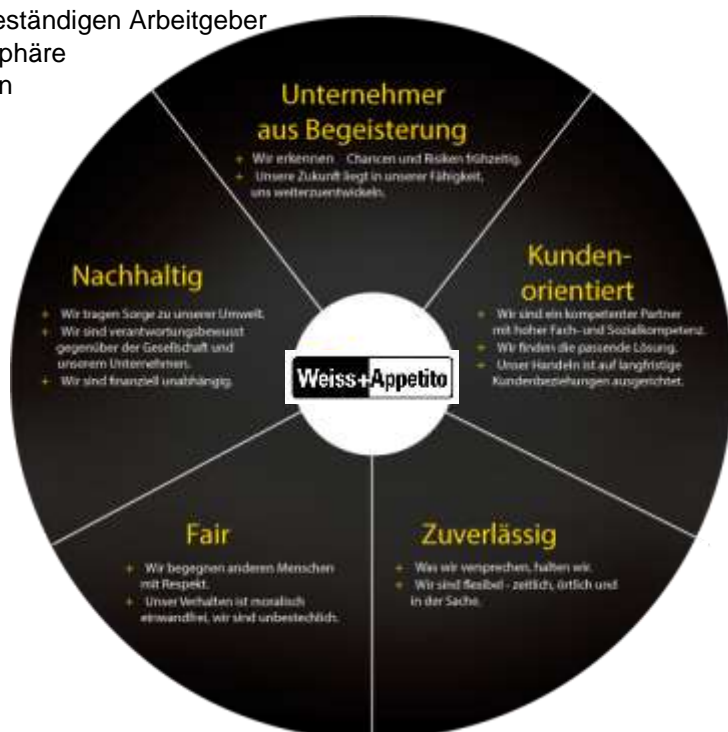 eständigen Arbeitgeber
phäre
n
Unternehmer
aus Begeisterung
+ Wir erkennen Chancen und Risiken frühzeitig.
+ Unsere Zukunft liegt in unserer Fähigkeit,
uns weiterzuentwickeln.
Kunden-
orientiert
+ Wir sind ein kompetenter Partner
mit hoher Fach- und Sozialkompetenz.
+ Wir finden die passende Lösung.
+ Unser Handeln ist auf langfristige
Kundenbeziehungen ausgerichtet.
Nachhaltig
+ Wir tragen Sorge zu unserer Umwelt.
+ Wir sind verantwortungsbewusst
gegenüber der Gesellschaft und
unserem Unternehmen.
+ Wir sind finanziell unabhängig.
Weiss+Appetito
Fair
+ Wir begegnen anderen Menschen
mit Respekt.
+ Unser Verhalten ist moralisch
einwandfrei, wir sind unbestechlich.
Zuverlässig
+ Was wir versprechen, halten wir.
+ Wir sind flexibel - zeitlich, örtlich und
in der Sache.